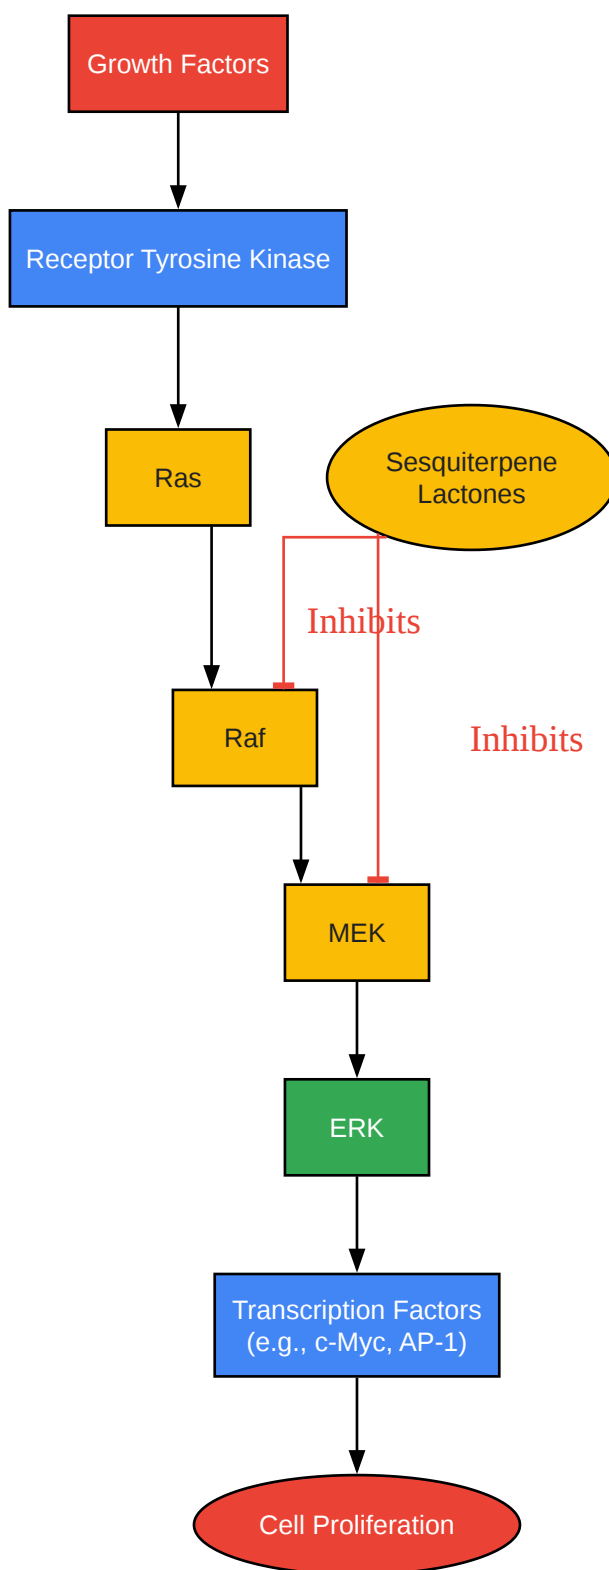 Growth Factors
Receptor Tyrosine Kinase
Ras
Sesquiterpene
Lactones
Inhibits
Raf
Inhibits
MEK
ERK
Transcription Factors
(e.g., c-Myc, AP-1)
Cell Proliferation